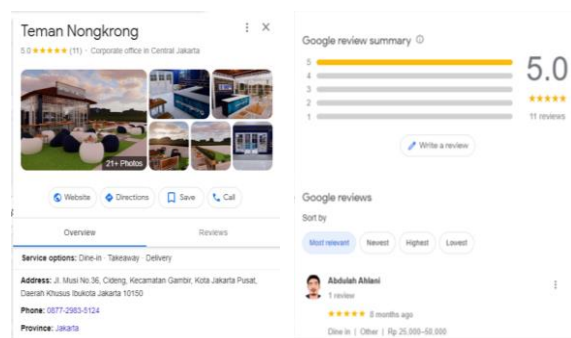 Teman Nongkrong
5.0 ★★★★★ (11) · Corporate office in Central Jakarta
21+ Photos
Website
Directions
Save
Call
Overview
Reviews
Service options: Dine-in · Takeaway · Delivery
Address: Jl. Musi No.36, Cideng, Kecamatan Gambir, Kota Jakarta Pusat,
Daerah Khusus Ibukota Jakarta 10150
Phone: 0877-2983-5124
Province: Jakarta
Google review summary
5
4
3
2
1
5.0
11 reviews
Write a review
Google reviews
Sort by
Most relevant
Newest
Highest
Lowest
Abdulah Ahlani
1 review
★★★★★ 8 months ago
Dine in | Other | Rp 25,000-50,000